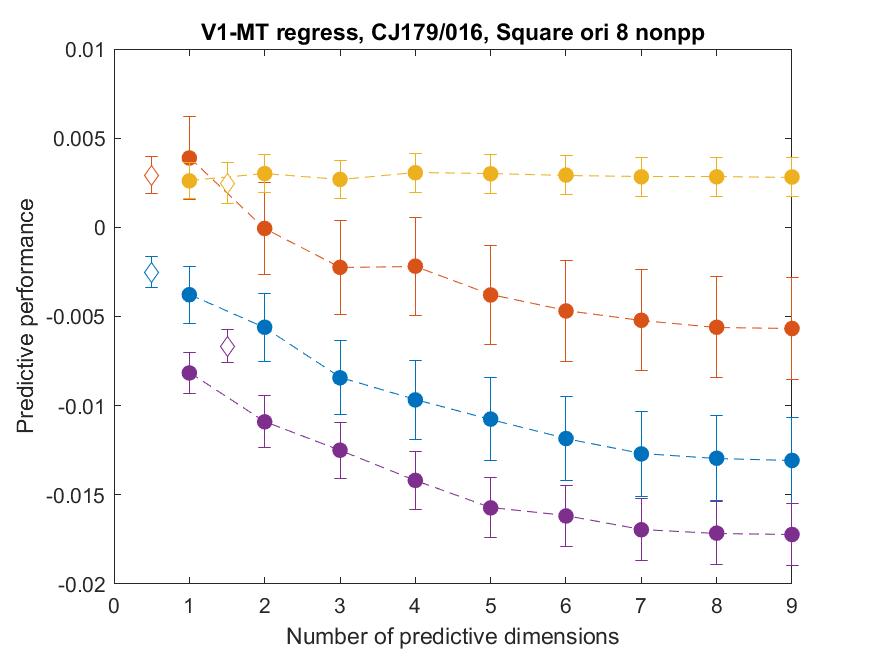 V1-MT regress, CJ179/016, Square ori 8 nonpp
0.01
0.005
0
-0.005
-0.01
-0.015
-0.02
Predictive performance
0 1 2 3 4 5 6 7 8 9
Number of predictive dimensions